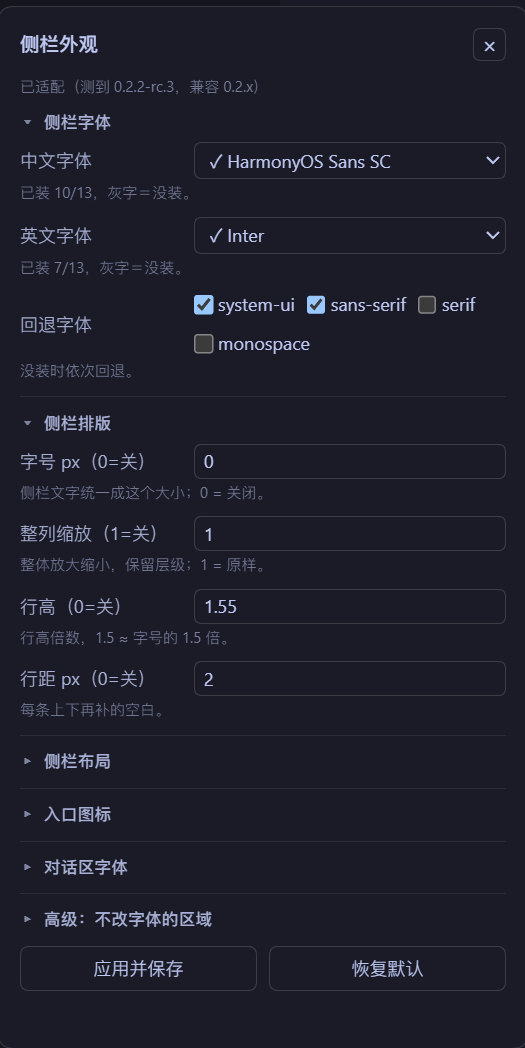 侧栏外观
×
已适配（测到 0.2.2-rc.3，兼容 0.2.x）
▾ 侧栏字体
中文字体 ✓ HarmonyOS Sans SC
已装 10/13，灰字＝没装。
英文字体 ✓ Inter
已装 7/13，灰字＝没装。
回退字体 system-ui sans-serif serif
monospace
没装时依次回退。
▾ 侧栏排版
字号 px（0=关） 0
侧栏文字统一成这个大小；0 = 关闭。
整列缩放（1=关） 1
整体放大缩小，保留层级；1 = 原样。
行高（0=关） 1.55
行高倍数，1.5 ≈ 字号的 1.5 倍。
行距 px（0=关） 2
每条上下再补的空白。
▸ 侧栏布局
▸ 入口图标
▸ 对话区字体
▸ 高级：不改字体的区域
应用并保存 恢复默认